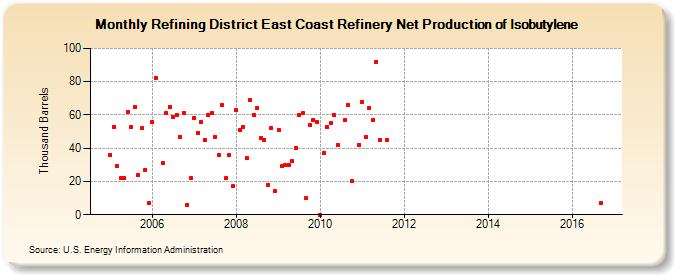 Monthly Refining District East Coast Refinery Net Production of Isobutylene
Thousand Barrels
100
80
60
40
20
0
2006 2008 2010 2012 2014 2016
Source: U.S. Energy Information Administration